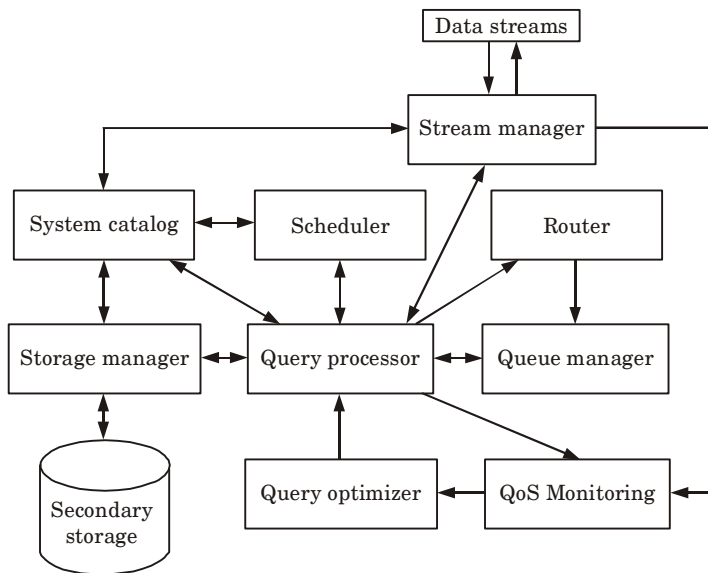 Data streams
Stream manager
System catalog
Scheduler
Router
Storage manager
Query processor
Queue manager
Query optimizer
QoS Monitoring
Secondary
storage